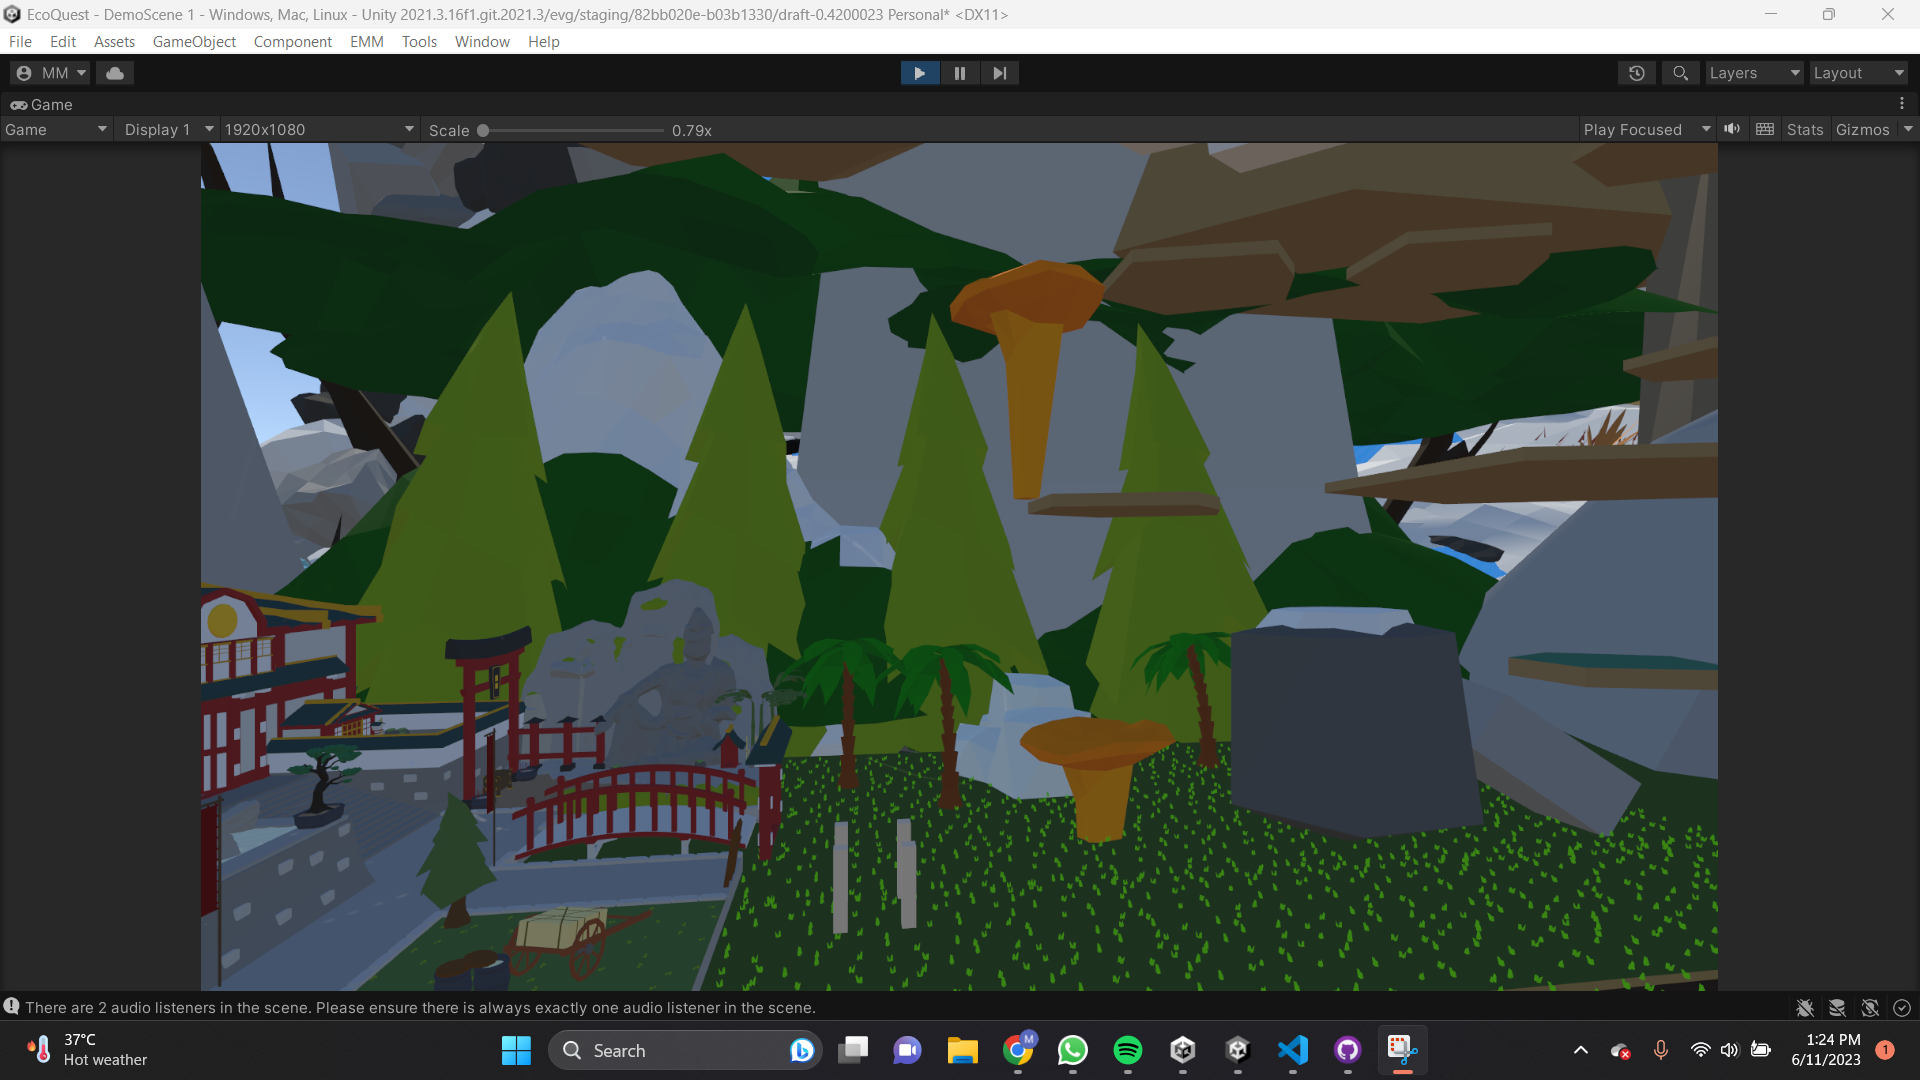 EcoQuest - DemoScene 1 - Windows, Mac, Linux - Unity 2021.3.16f1.git.2021.3/evg/staging/82bb020e-b03b1330/draft-0.4200023 Personal* <DX11>
File Edit Assets GameObject Component EMM Tools Window Help
MM Layers Layout
Game
Game Display 1 1920x1080 Scale 0.79x Play Focused Stats Gizmos
There are 2 audio listeners in the scene. Please ensure there is always exactly one audio listener in the scene.
37°C
Hot weather
Search
M
1:24 PM
6/11/2023
1